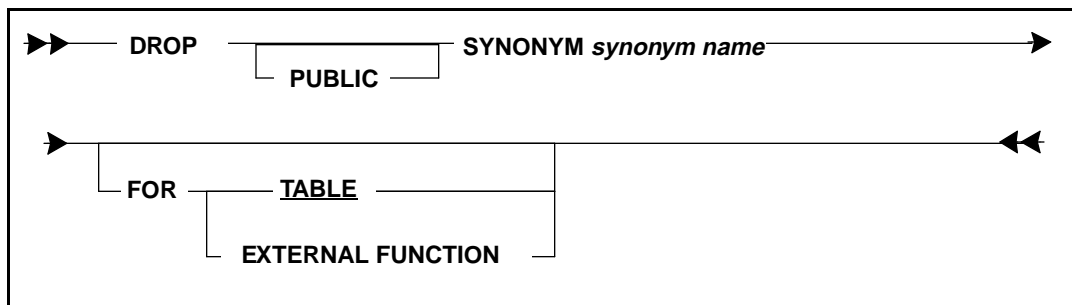 DROP SYNONYM synonym name
PUBLIC
FOR TABLE
EXTERNAL FUNCTION